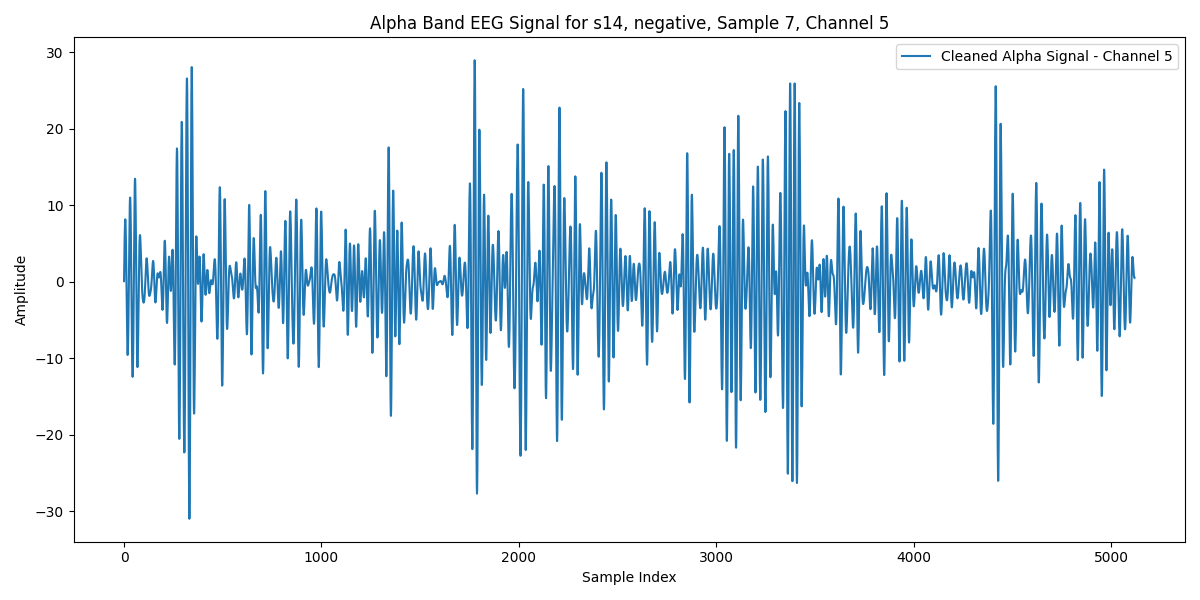 Alpha Band EEG Signal for s14, negative, Sample 7, Channel 5
Cleaned Alpha Signal - Channel 5
30
20
10
0
−10
−20
−30
Amplitude
0 1000 2000 3000 4000 5000
Sample Index